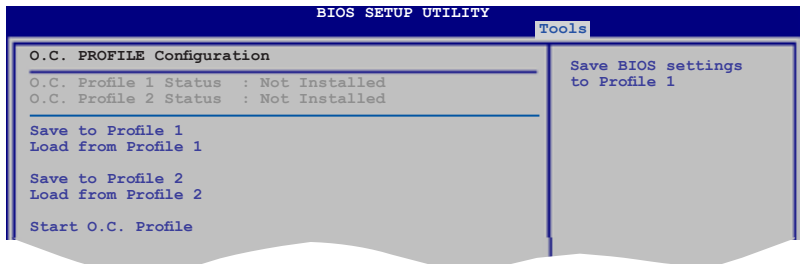 BIOS SETUP UTILITY
Tools
O.C. PROFILE Configuration
O.C. Profile 1 Status : Not Installed
O.C. Profile 2 Status : Not Installed
Save to Profile 1
Load from Profile 1
Save to Profile 2
Load from Profile 2
Start O.C. Profile
Save BIOS settings
to Profile 1